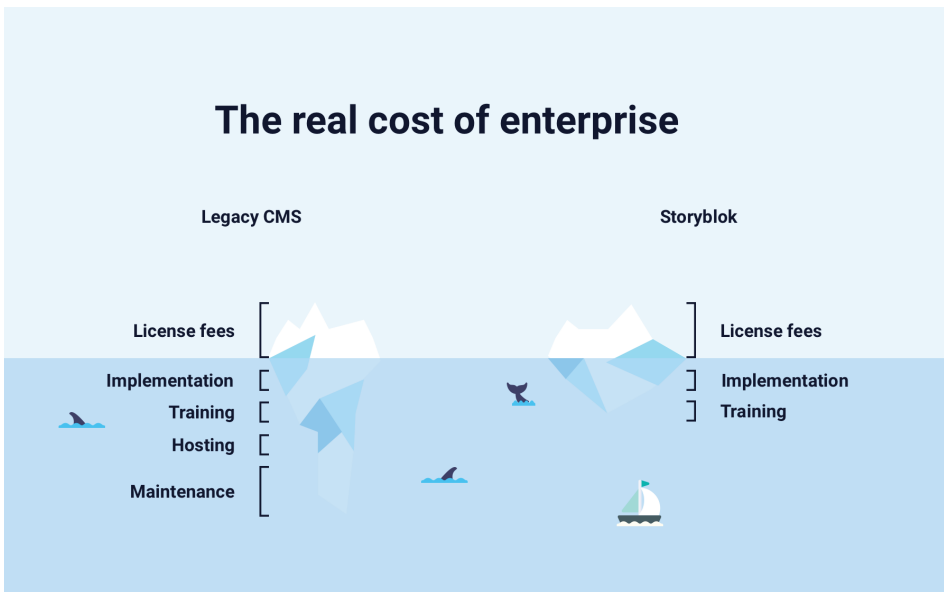 The real cost of enterprise
Legacy CMS
Storyblok
License fees
Implementation
Training
Hosting
Maintenance
License fees
Implementation
Training